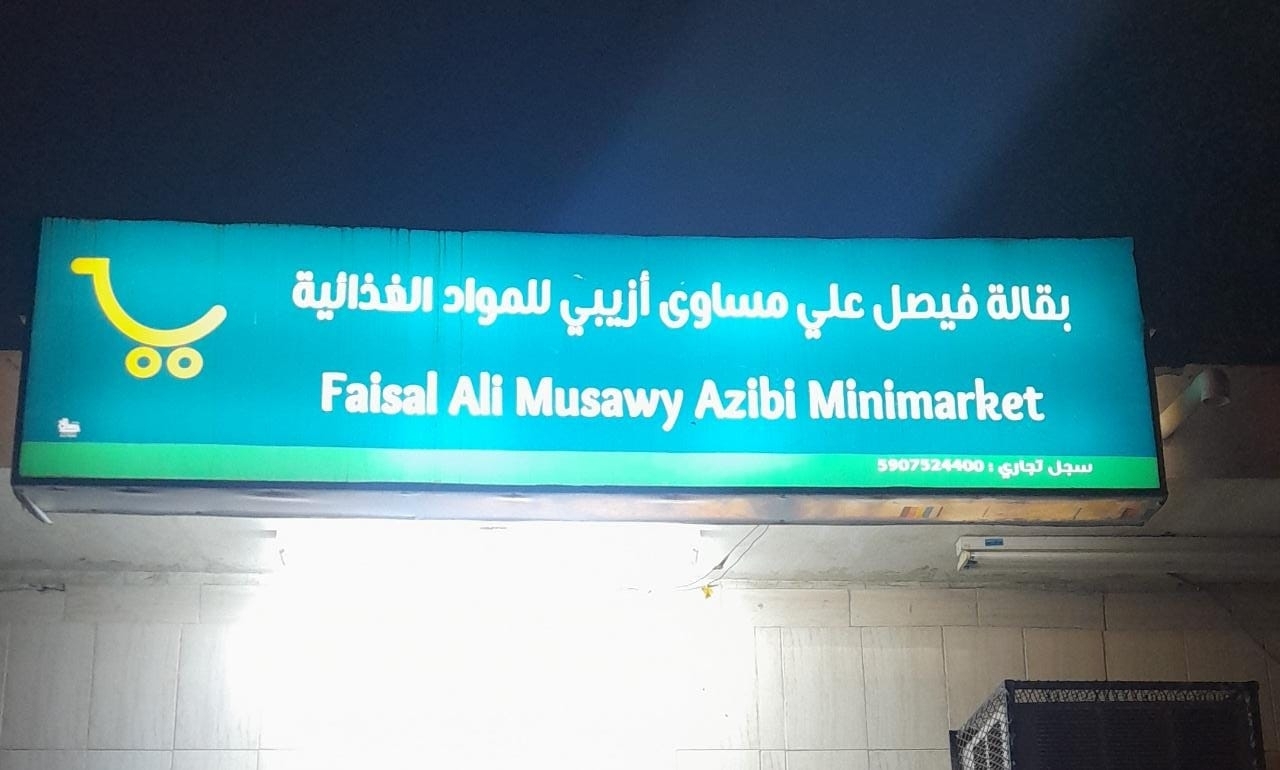 بقالة فيصل علي مساوى أزيبي للمواد الغذائية
Faisal Ali Musawy Azibi Minimarket
سجل تجاري : 5907524400